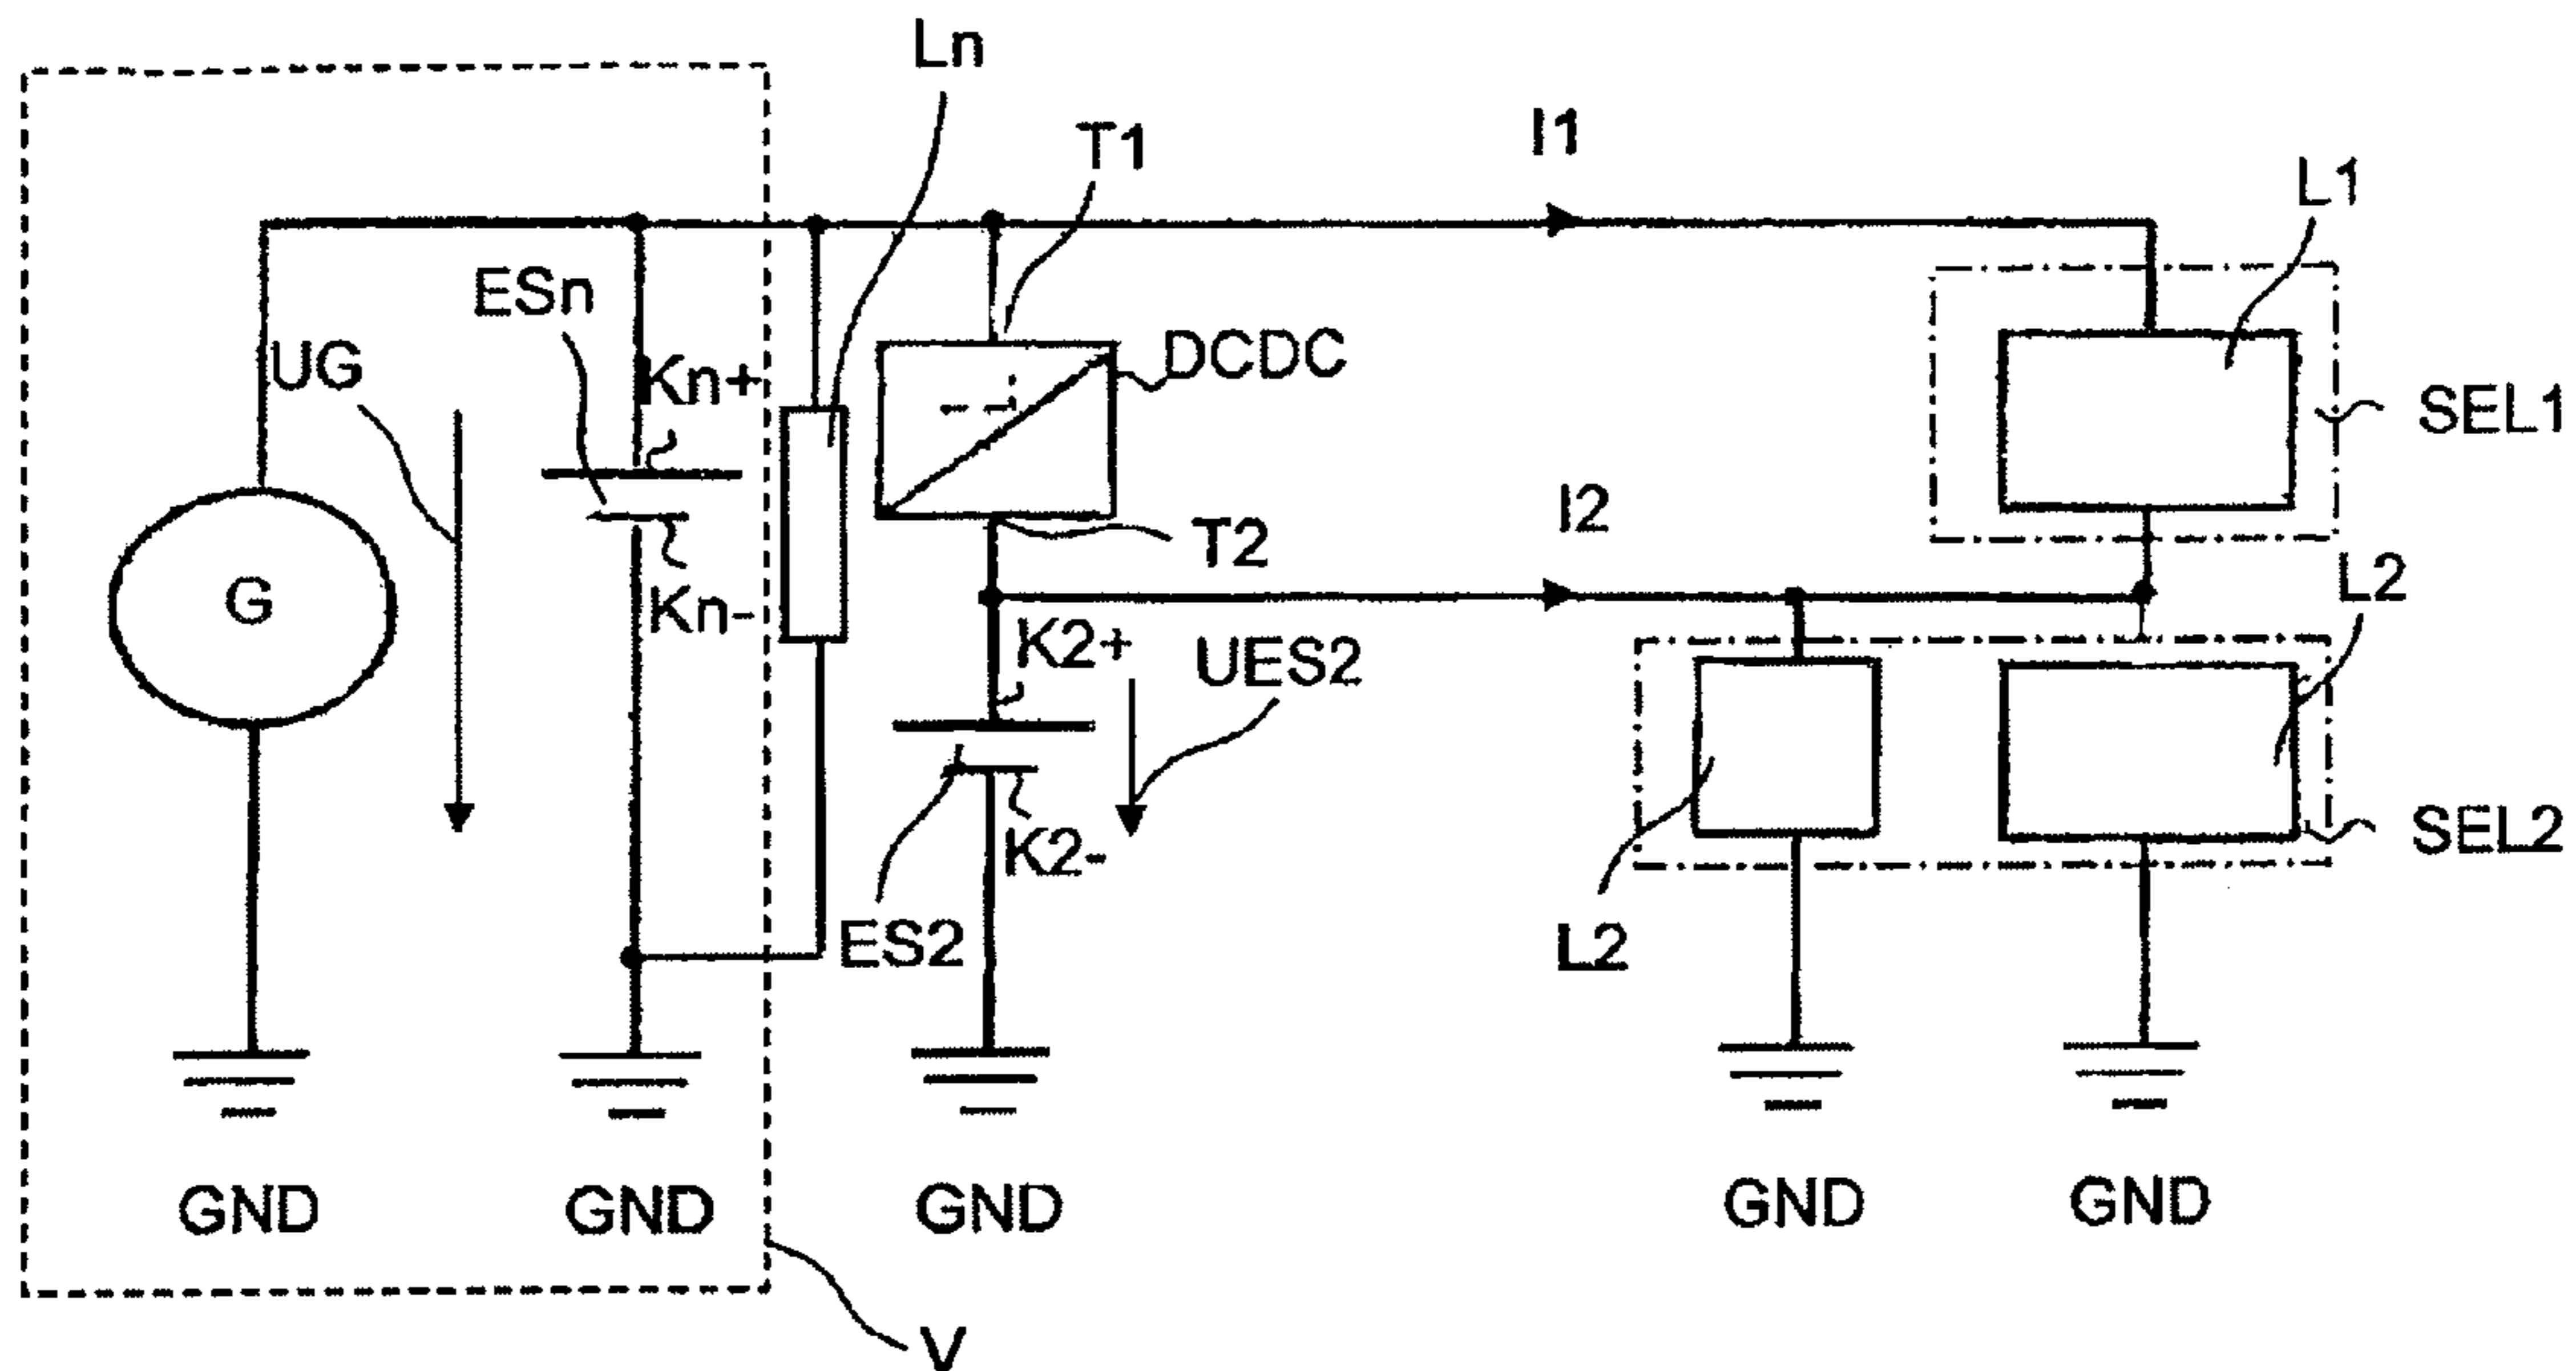 Ln
T1
I1
L1
ESn
UG
Kn+
DCDC
SEL1
I2
T2
L2
G
Kn-
K2+
UES2
K2-
SEL2
ES2
L2
GND
GND
GND
GND
GND
V